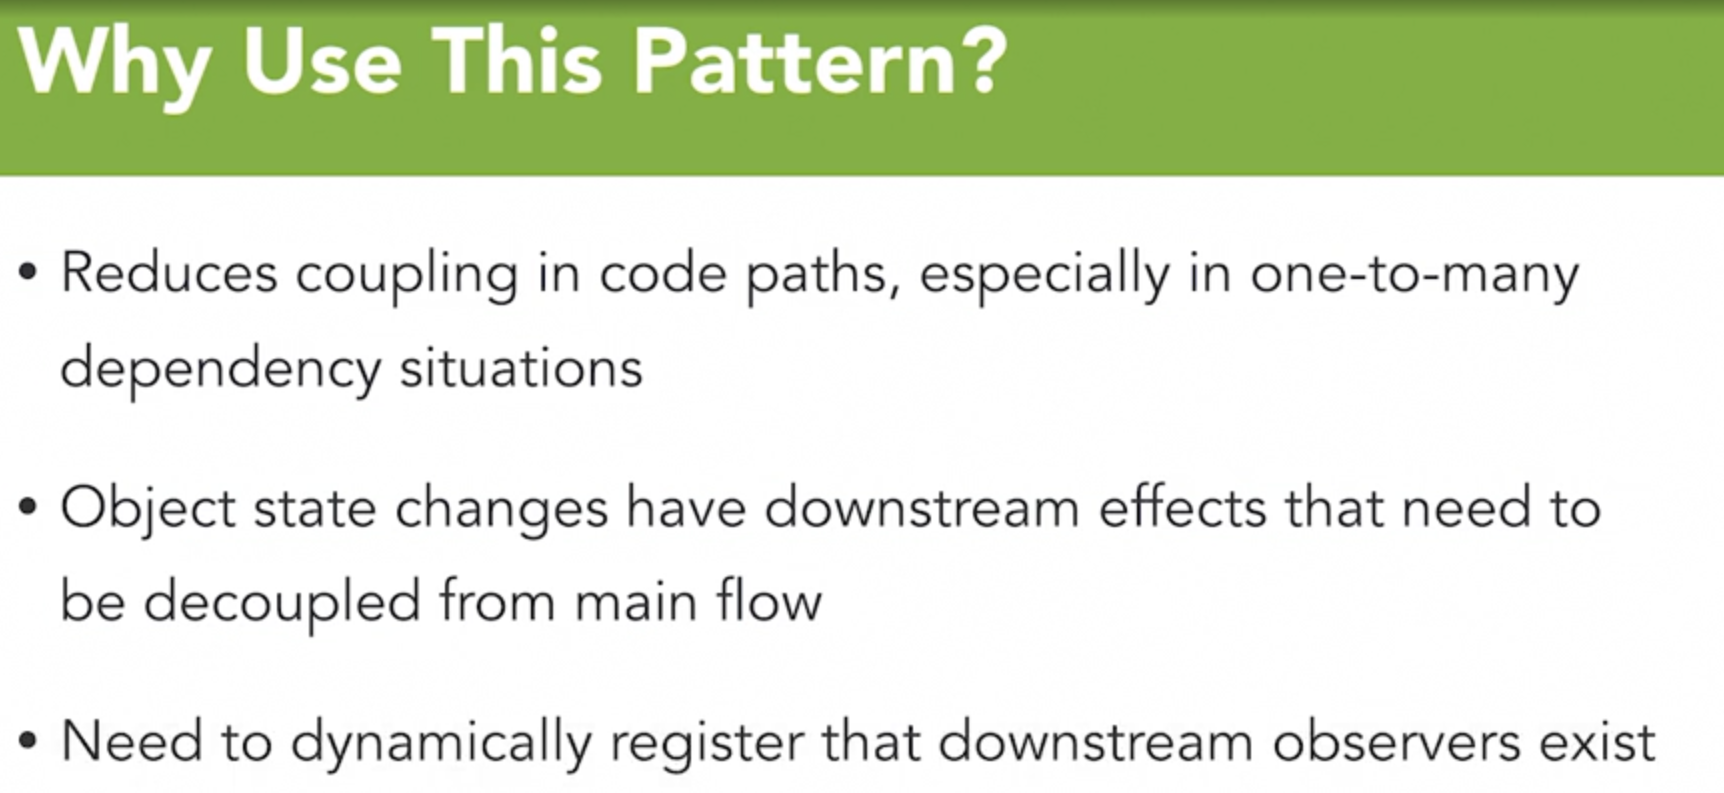 Why Use This Pattern?
• Reduces coupling in code paths, especially in one-to-many
dependency situations
• Object state changes have downstream effects that need to
be decoupled from main flow
• Need to dynamically register that downstream observers exist